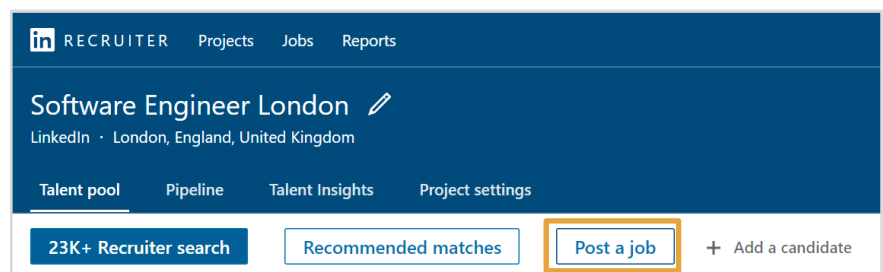 in RECRUITER Projects Jobs Reports
Software Engineer London
LinkedIn · London, England, United Kingdom
Talent pool Pipeline Talent Insights Project settings
23K+ Recruiter search Recommended matches Post a job + Add a candidate